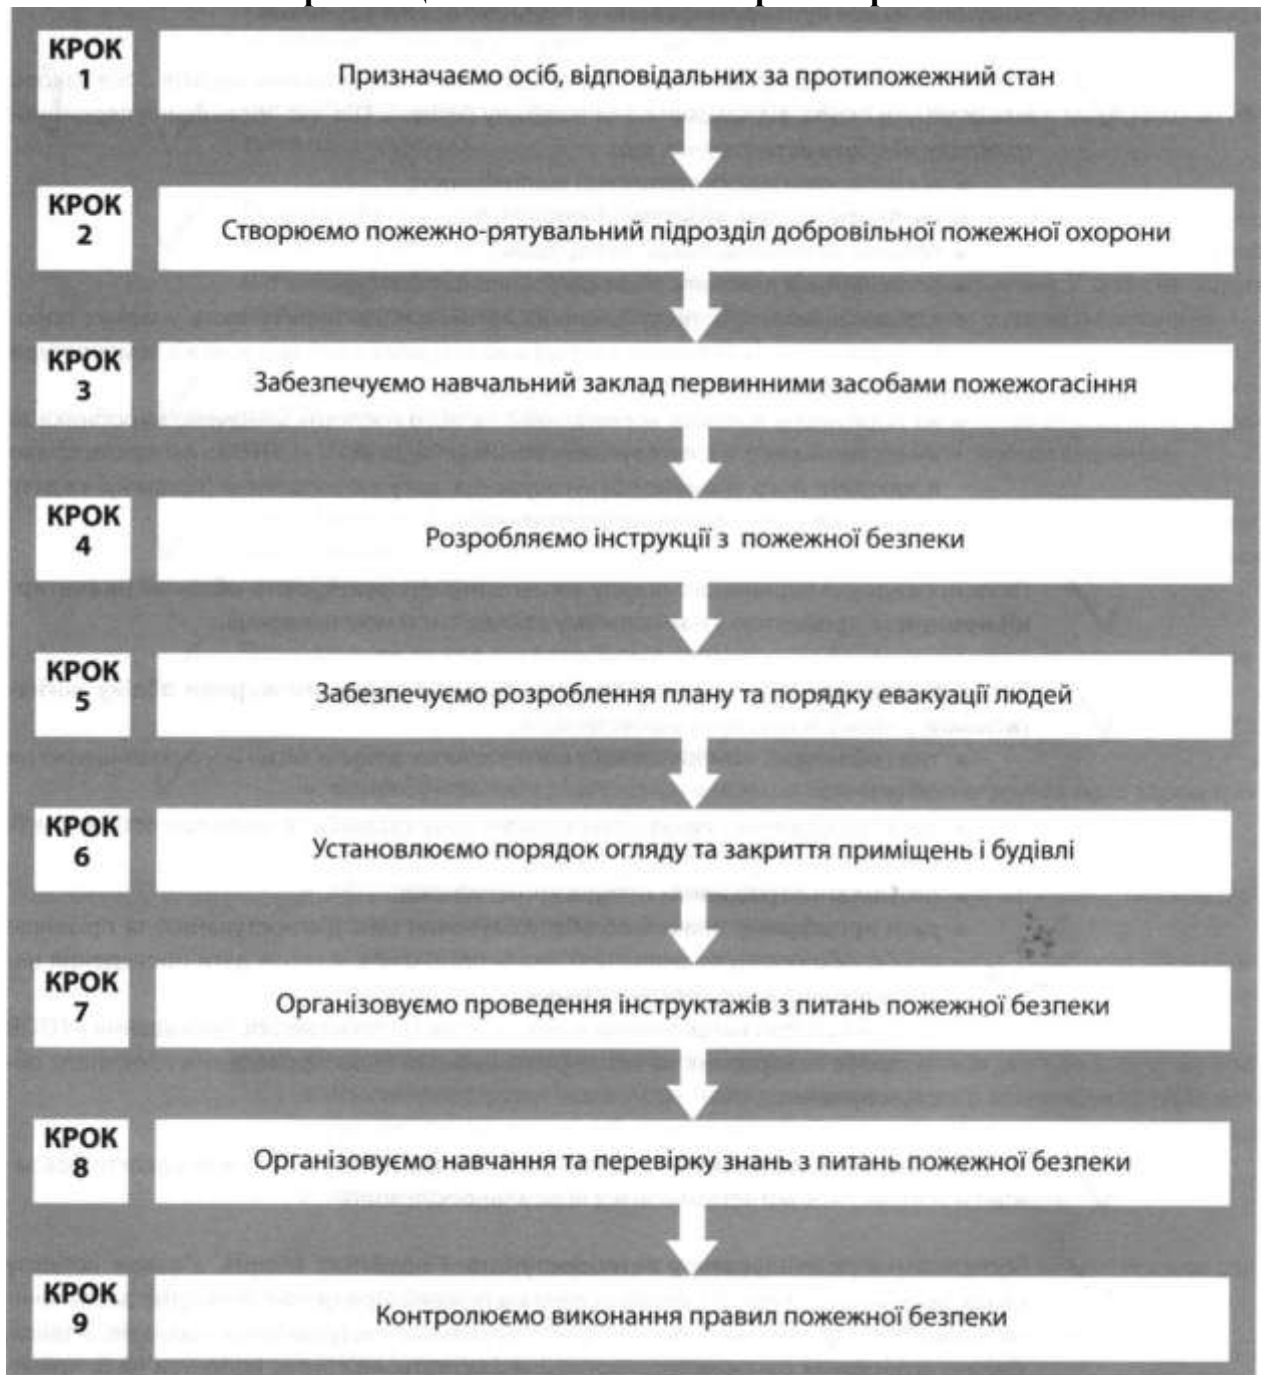 КРОК
1
Призначаємо осіб, відповідальних за протипожежний стан
КРОК
2
Створюємо пожежно-рятувальний підрозділ добровільної пожежної охорони
КРОК
3
Забезпечуємо навчальний заклад первинними засобами пожежогасіння
КРОК
4
Розробляємо інструкції з пожежної безпеки
КРОК
5
Забезпечуємо розроблення плану та порядку евакуації людей
КРОК
6
Установлюємо порядок огляду та закриття приміщень і будівлі
КРОК
7
Організовуємо проведення інструктажів з питань пожежної безпеки
КРОК
8
Організовуємо навчання та перевірку знань з питань пожежної безпеки
КРОК
9
Контролюємо виконання правил пожежної безпеки